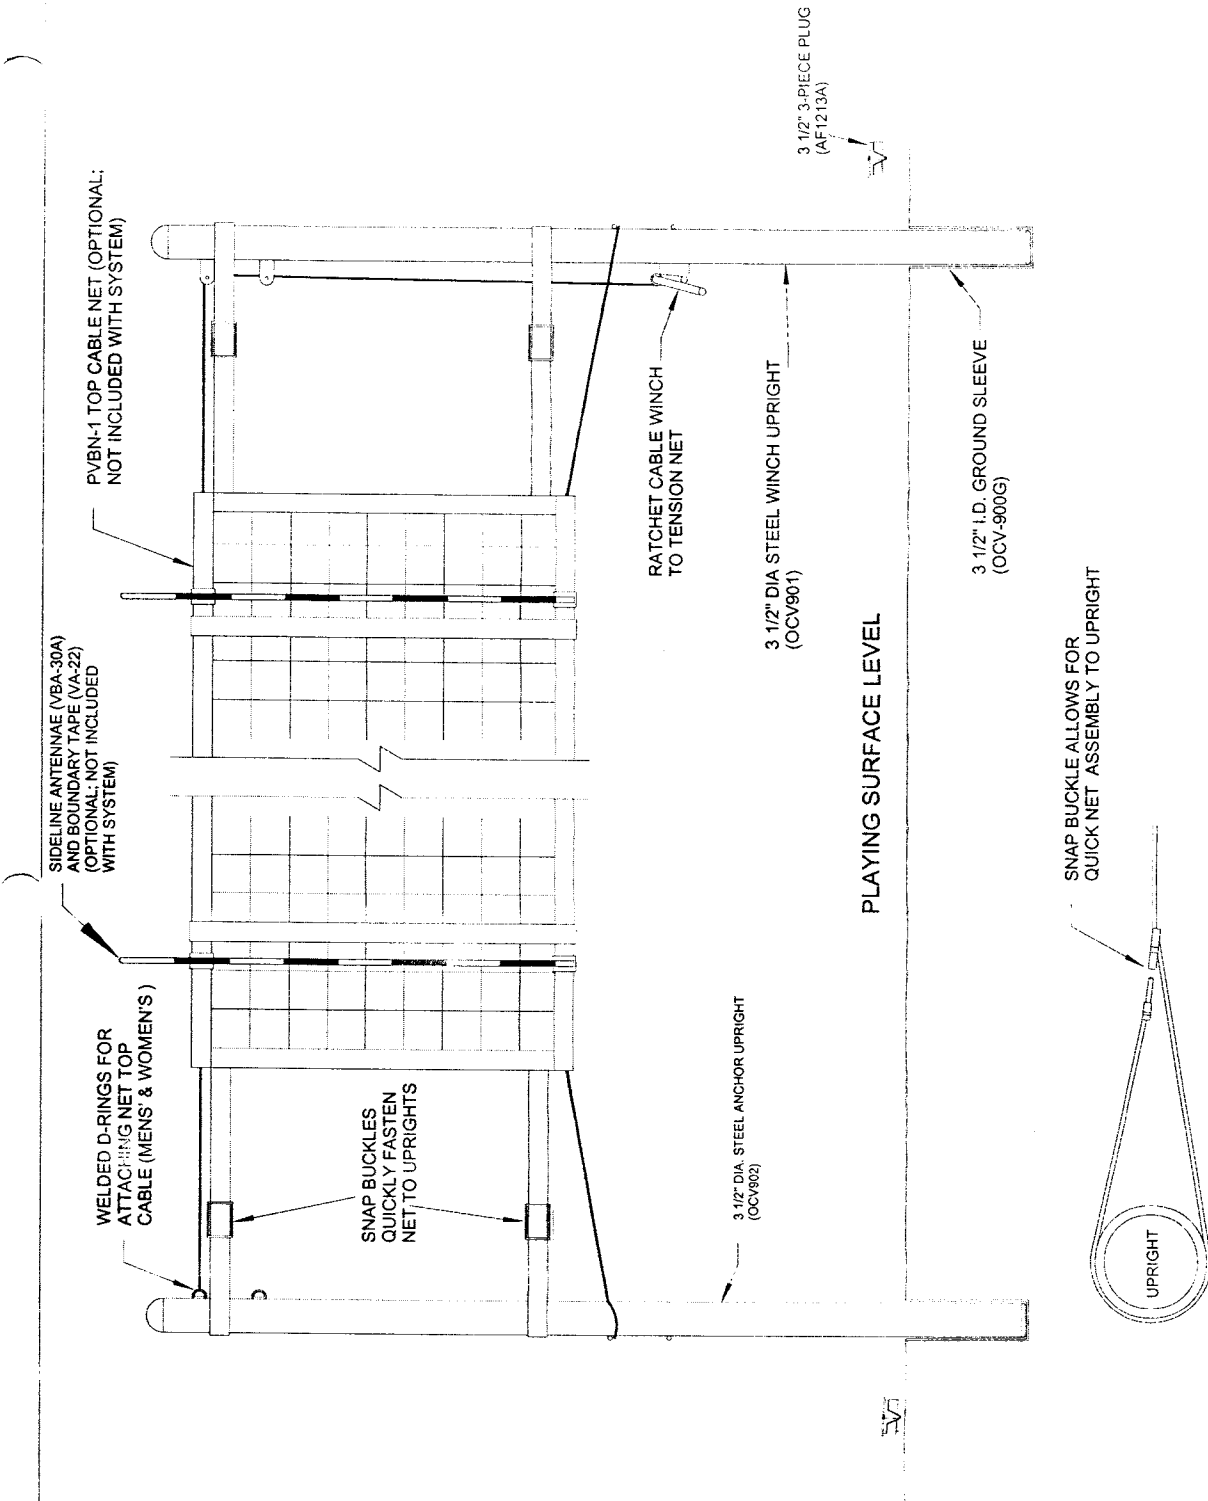 WELDED D-RINGS FOR
ATTACHING NET TOP
CABLE (MENS' & WOMEN'S )
SIDELINE ANTENNAE (VBA-30A)
AND BOUNDARY TAPE (VA-22)
(OPTIONAL; NOT INCLUDED
WITH SYSTEM)
PVBN-1 TOP CABLE NET (OPTIONAL;
NOT INCLUDED WITH SYSTEM)
SNAP BUCKLES
QUICKLY FASTEN
NET TO UPRIGHTS
RATCHET CABLE WINCH
TO TENSION NET
3 1/2" DIA. STEEL ANCHOR UPRIGHT
(OCV902)
3 1/2" DIA STEEL WINCH UPRIGHT
(OCV901)
3 1/2" 3-PIECE PLUG
(AF1213A)
PLAYING SURFACE LEVEL
3 1/2" I.D. GROUND SLEEVE
(OCV-900G)
SNAP BUCKLE ALLOWS FOR
QUICK NET ASSEMBLY TO UPRIGHT
UPRIGHT